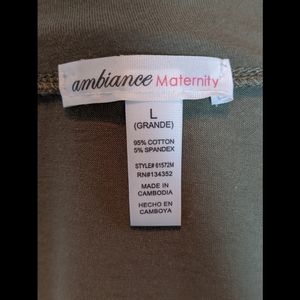 ambiance Maternity
L
(GRANDE)
95% COTTON
5% SPANDEX
STYLE# 61572M
RN#134352
MADE IN
CAMBODIA
HECHO EN
CAMBOYA